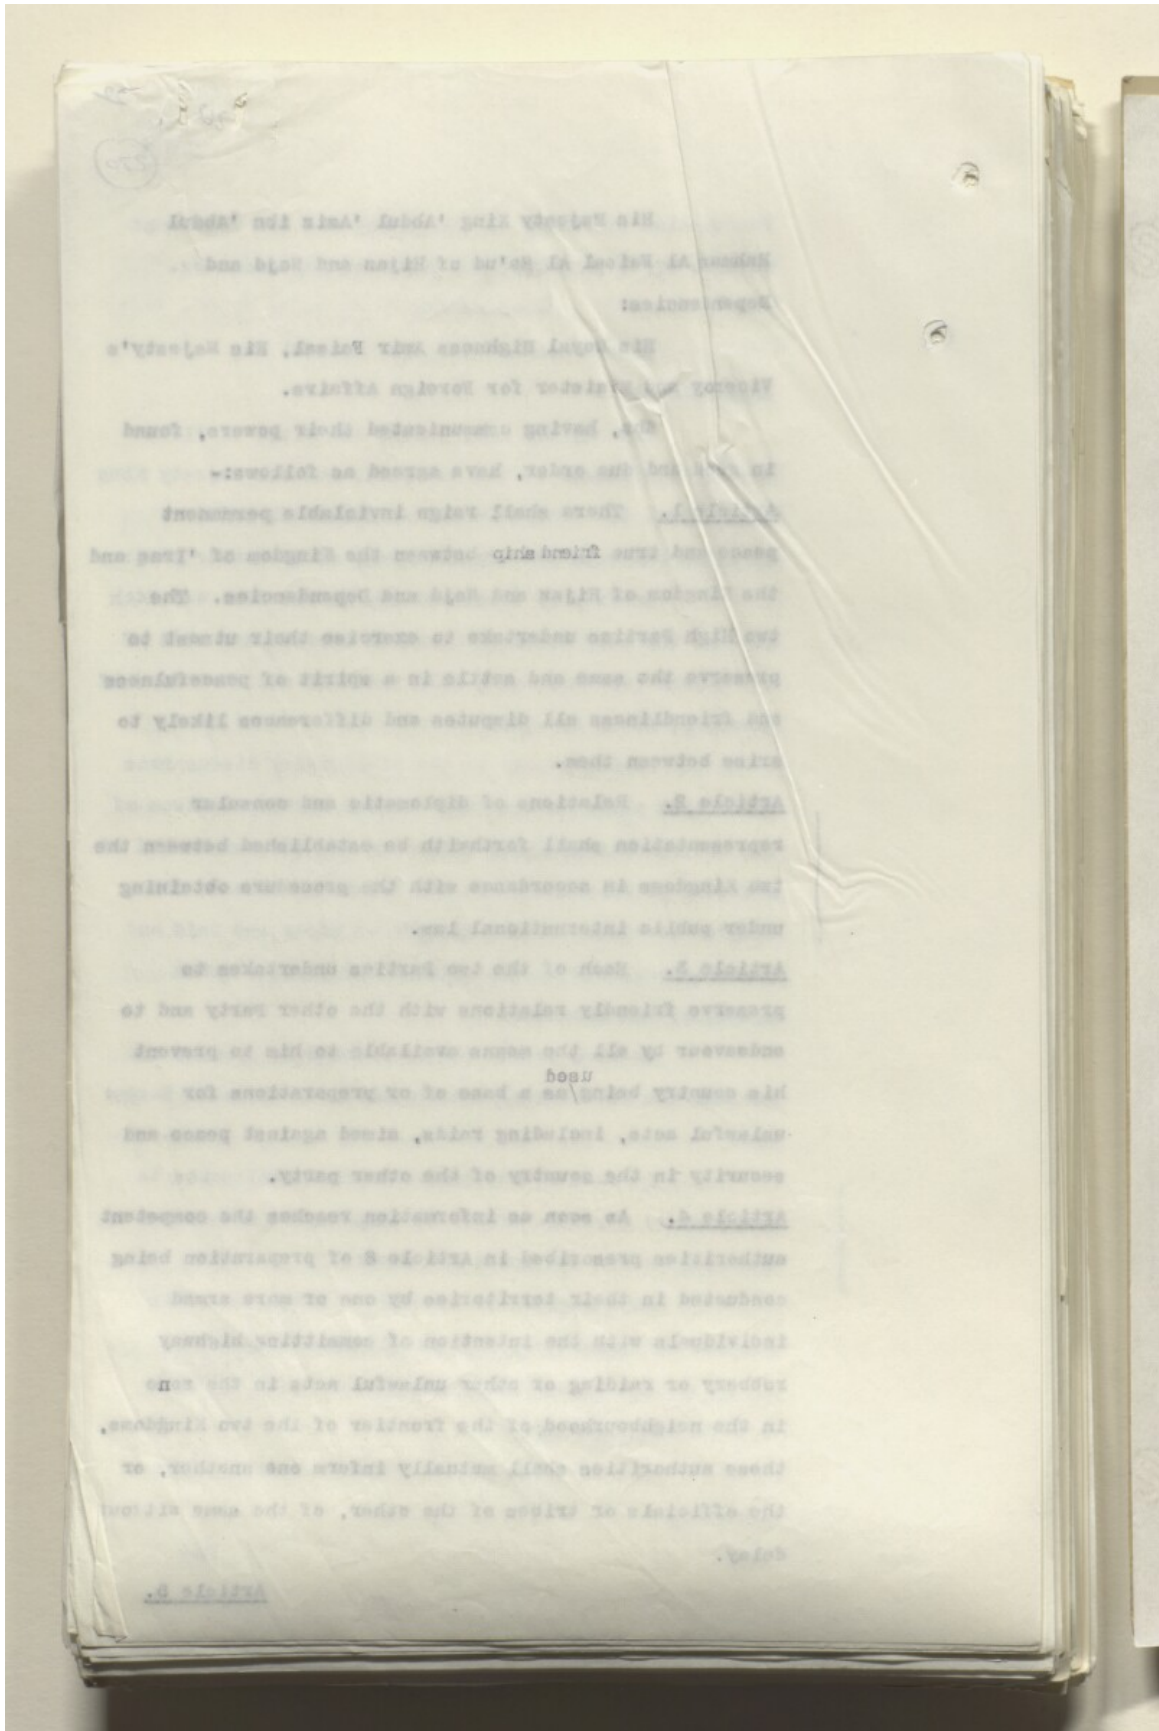 His Majesty King 'Abdul 'Aziz ibn 'Abdul
Rahman Al Faisal Al Sa'ud of Hijaz and Najd and
Dependencies:
His Royal Highness Amir Faisal, His Majesty's
Viceroy and Minister for Foreign Affairs.
Who, having communicated their powers, found
in good and due order, have agreed as follows:-
Article 1. There shall reign inviolable permanent
peace and true friendship between the Kingdom of 'Iraq and
the Kingdom of Hijaz and Najd and Dependencies. The
two High Parties undertake to exercise their utmost to
preserve the same and settle in a spirit of peacefulness
and friendliness all disputes and differences likely to
arise between them.
Article 2. Relations of diplomatic and consular
representation shall forthwith be established between the
two Kingdoms in accordance with the procedure obtaining
under public international law.
Article 3. Each of the two Parties undertakes to
preserve friendly relations with the other Party and to
endeavour by all the means available to him to prevent
used
his country being/as a base of or preparations for
unlawful acts, including raids, aimed against peace and
security in the country of the other party.
Article 4. As soon as information reaches the competent
authorities prescribed in Article 8 of preparation being
conducted in their territories by one or more armed
individuals with the intention of committing highway
robbery or raiding or other unlawful acts in the zone
in the neighbourhood of the frontier of the two Kingdoms,
these authorities shall mutually inform one another, or
the officials or tribes of the other, of the same without
delay.
Article 5.